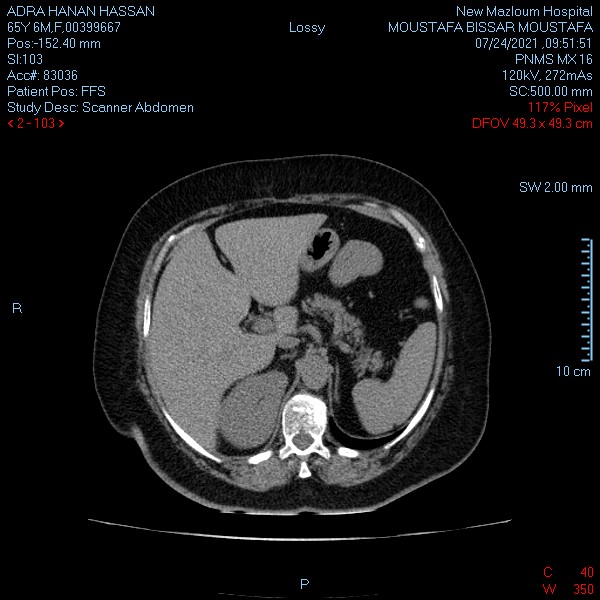 ADRA HANAN HASSAN
65Y 6M,F,00399667
Pos:-152.40 mm
SI:103
Acc#: 83036
Patient Pos: FFS
Study Desc: Scanner Abdomen
< 2 - 103 >
Lossy
New Mazloum Hospital
MOUSTAFA BISSAR MOUSTAFA
07/24/2021 ,09:51:51
PNMS MX 16
120kV, 272mAs
SC:500.00 mm
117% Pixel
DFOV 49.3 x 49.3 cm
SW 2.00 mm
R
10 cm
P
C 40
W 350